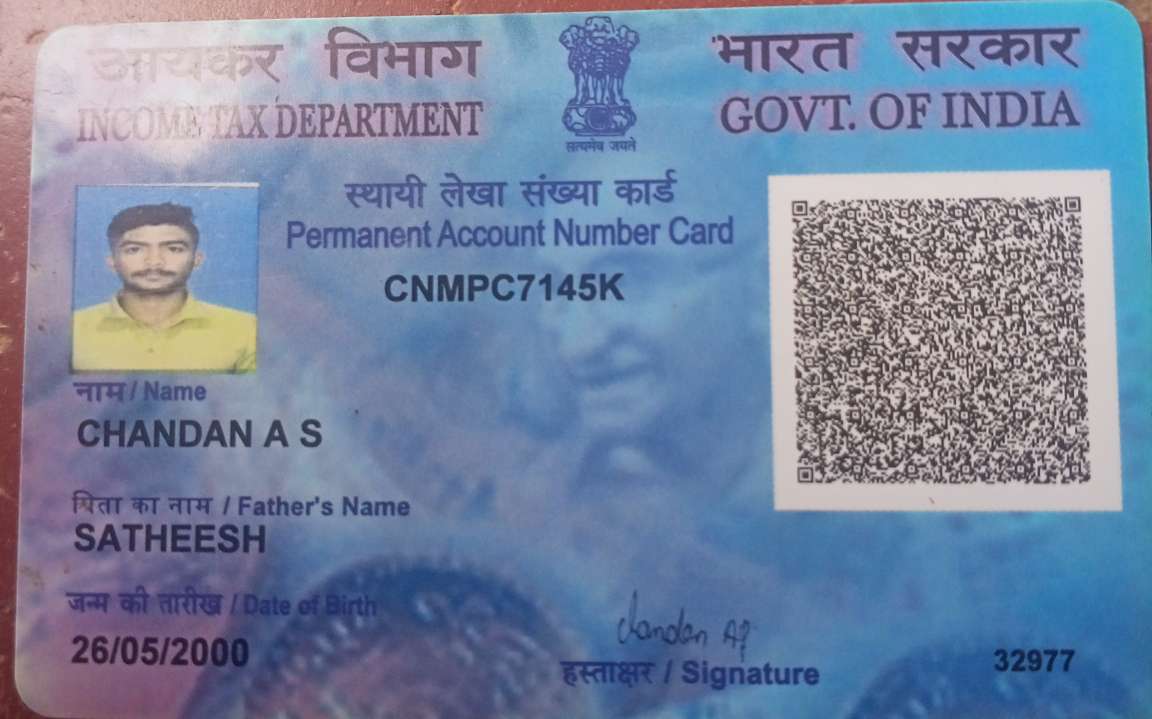 आयकर विभाग
INCOME TAX DEPARTMENT
सत्यमेव जयते
भारत सरकार
GOVT. OF INDIA
स्थायी लेखा संख्या कार्ड
Permanent Account Number Card
CNMPC7145K
नाम / Name
CHANDAN A S
पिता का नाम / Father's Name
SATHEESH
जन्म की तारीख / Date of Birth
26/05/2000
Chandan AS
हस्ताक्षर / Signature
32977